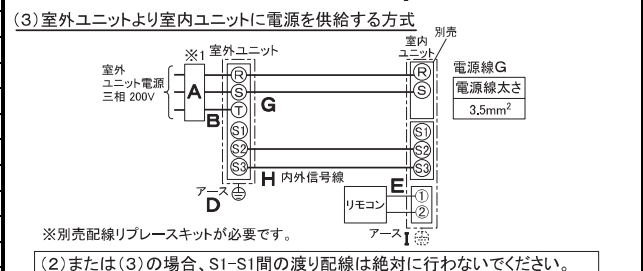 (3)室外ユニットより室内ユニットに電源を供給する方式
別売
※1 室外ユニット
室内
ユニット
室外
ユニット電源
三相 200V
A
B
R
S
T
S1
S2
S3
G
H 内外信号線
アース
D
R
S
S1
S2
S3
電源線G
電源線太さ
3.5mm²
E
リモコン
①
②
アース I
※別売配線リプレースキットが必要です。
(2)または(3)の場合、S1-S1間の渡り配線は絶対に行わないでください。